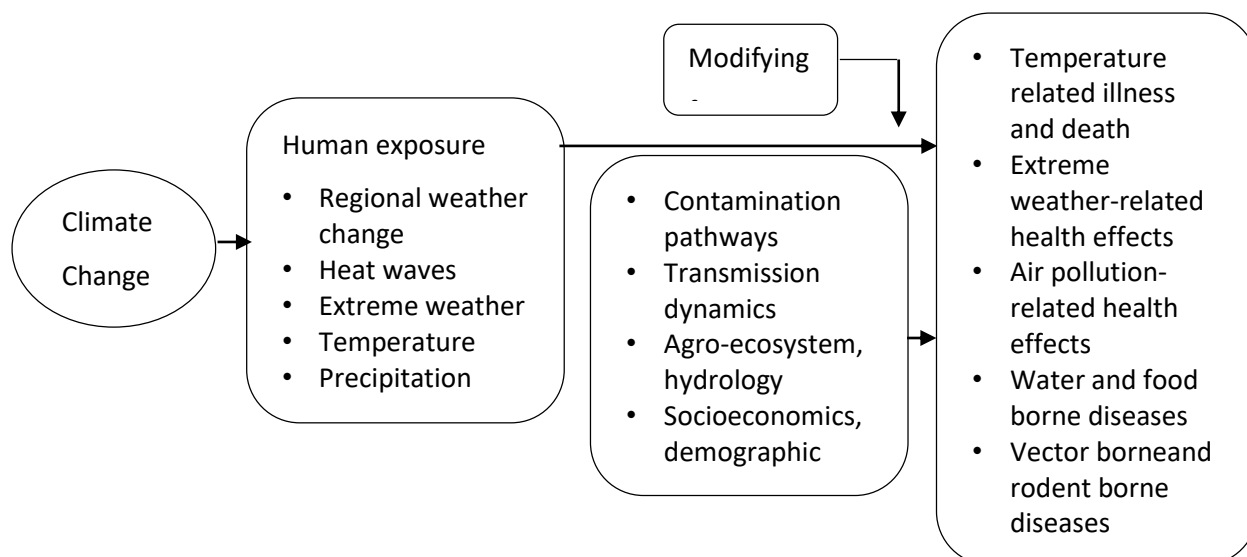 Climate
Change
Human exposure
• Regional weather
change
• Heat waves
• Extreme weather
• Temperature
• Precipitation
Modifying
• Contamination
pathways
• Transmission
dynamics
• Agro-ecosystem,
hydrology
• Socioeconomics,
demographic
• Temperature
related illness
and death
• Extreme
weather-related
health effects
• Air pollution-
related health
effects
• Water and food
borne diseases
• Vector borneand
rodent borne
diseases